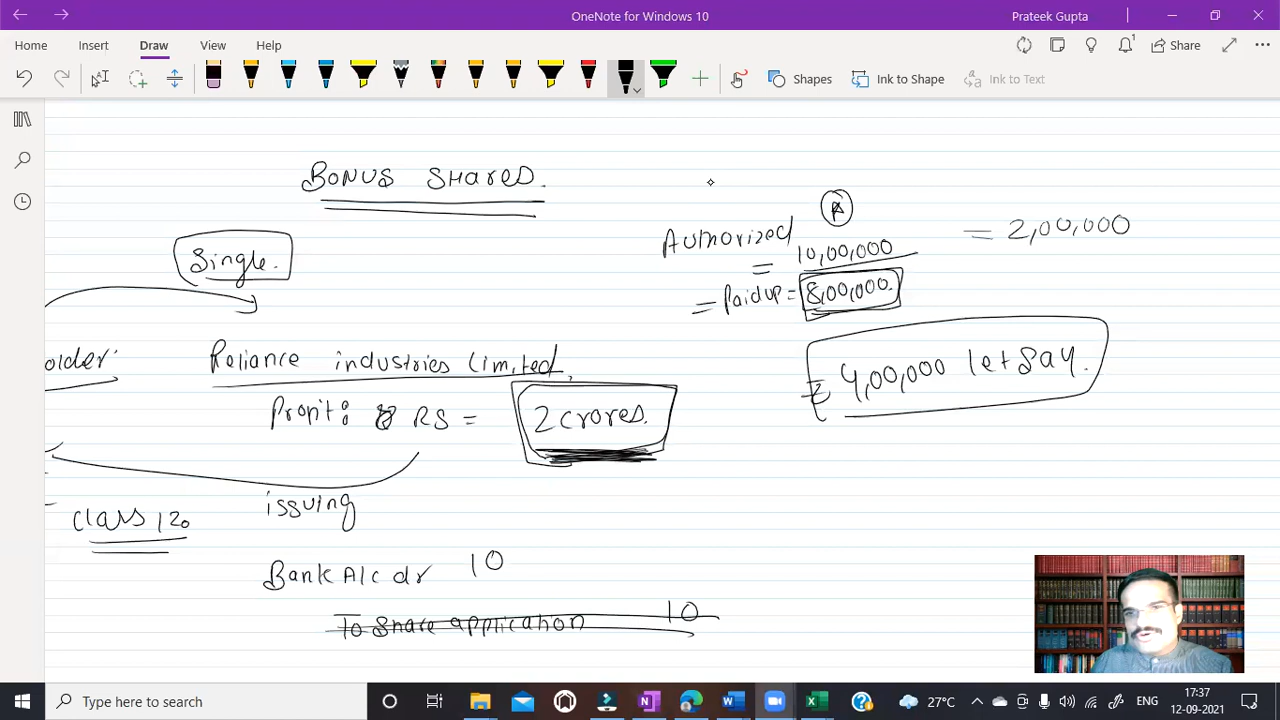 OneNote for Windows 10
Prateek Gupta
Home Insert Draw View Help
Share
Shapes
Ink to Shape
Ink to Text
BONUS SHARES.
Single.
older:
Reliance industries Limited,
Profit: RS = 2 crores.
issuing
class 12
Bank A/c dr 10
To Share application 10
A
Authorized
= 10,00,000 = 2,00,000
= Paid up = 8,00,000.
4,00,000 let say.
Type here to search
27°C
ENG
17:37
12-09-2021